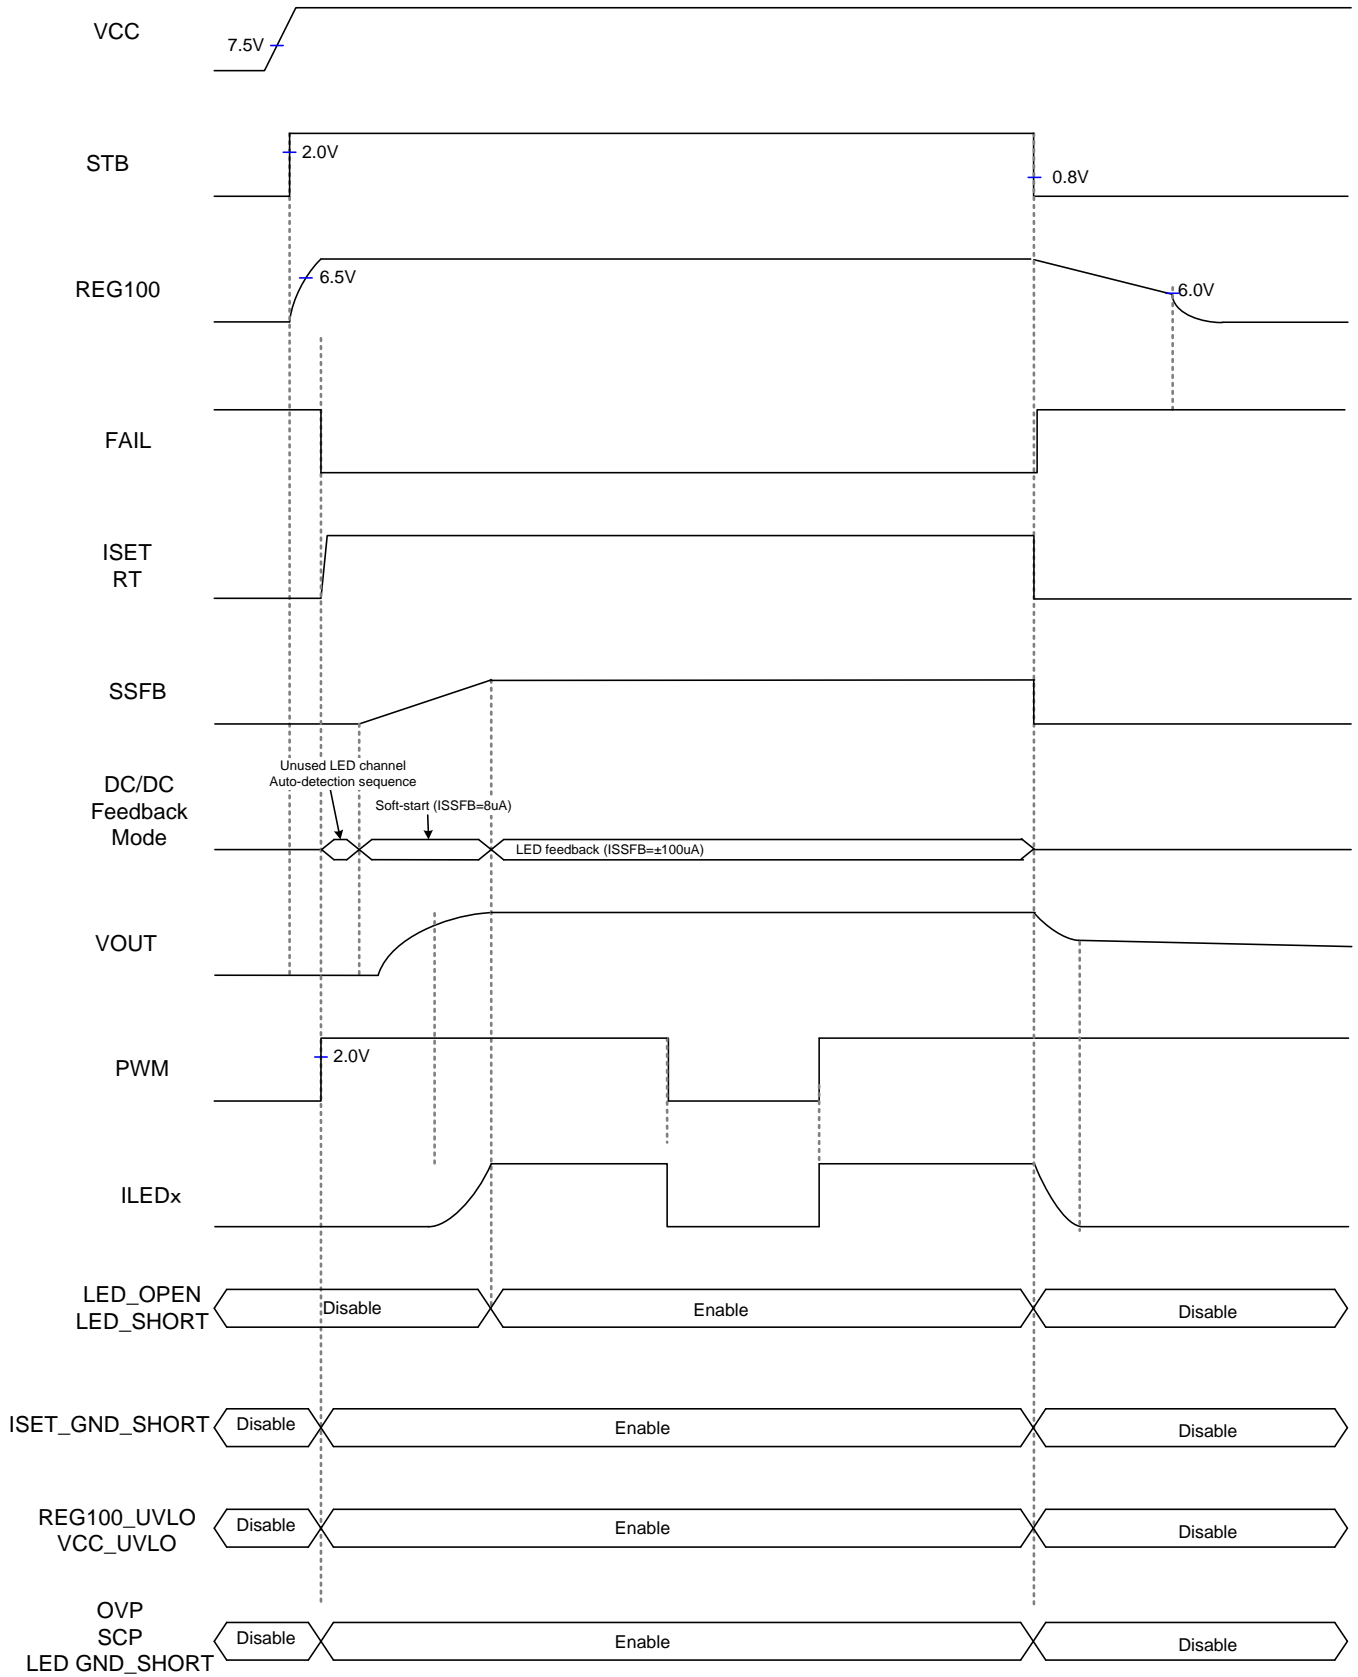 VCC
7.5V
STB
2.0V
0.8V
REG100
6.5V
6.0V
FAIL
ISET
RT
SSFB
DC/DC
Feedback
Mode
Unused LED channel
Auto-detection sequence
Soft-start (ISSFB=8uA)
LED feedback (ISSFB=±100uA)
VOUT
PWM
2.0V
ILEDx
LED_OPEN
LED_SHORT
Disable
Enable
Disable
ISET_GND_SHORT
Disable
Enable
Disable
REG100_UVLO
VCC_UVLO
Disable
Enable
Disable
OVP
SCP
LED GND_SHORT
Disable
Enable
Disable